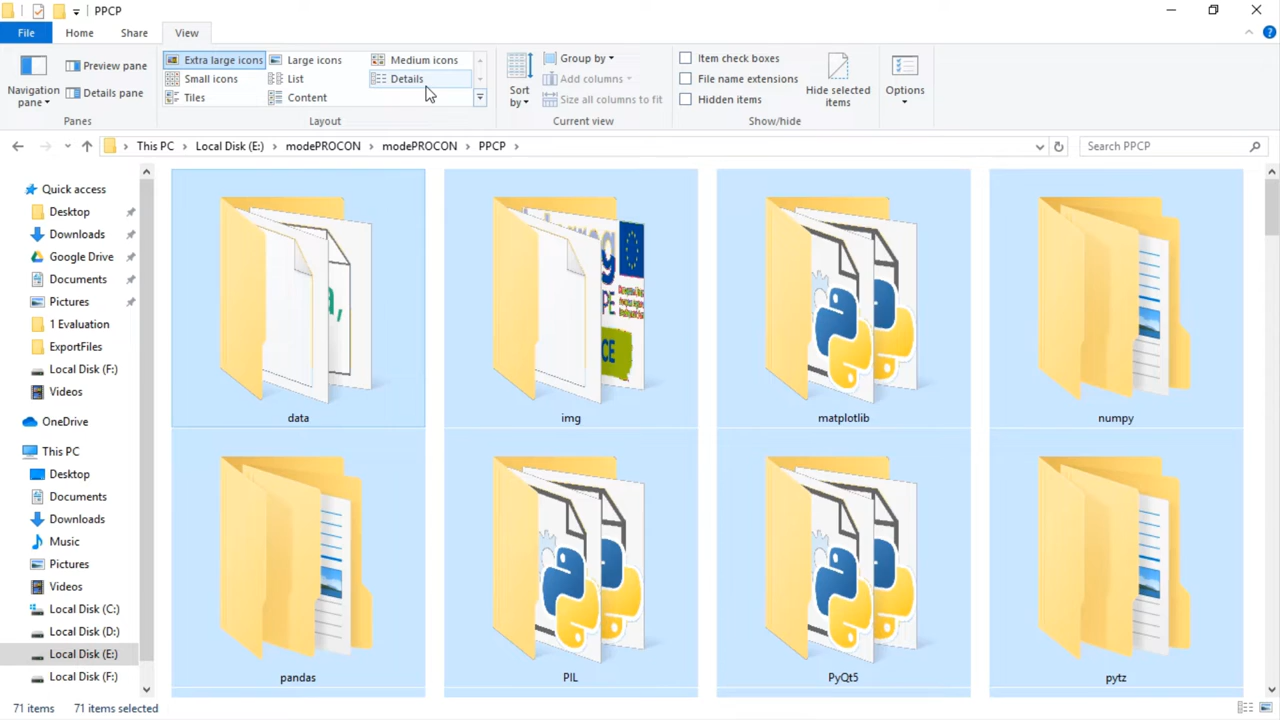 PPCP
File Home Share View
Extra large icons Large icons Medium icons
Small icons List Details
Tiles Content
Layout
Navigation pane
Preview pane
Details pane
Panes
Sort by
Group by
Add columns
Size all columns to fit
Current view
Item check boxes
File name extensions
Hidden items
Hide selected items
Show/hide
Options
This PC Local Disk (E:) modePROCON modePROCON PPCP
Search PPCP
Quick access
Desktop
Downloads
Google Drive
Documents
Pictures
1 Evaluation
ExportFiles
Local Disk (F:)
Videos
OneDrive
This PC
Desktop
Documents
Downloads
Music
Pictures
Videos
Local Disk (C:)
Local Disk (D:)
Local Disk (E:)
Local Disk (F:)
data img matplotlib numpy
pandas PIL PyQt5 pytz
71 items 71 items selected